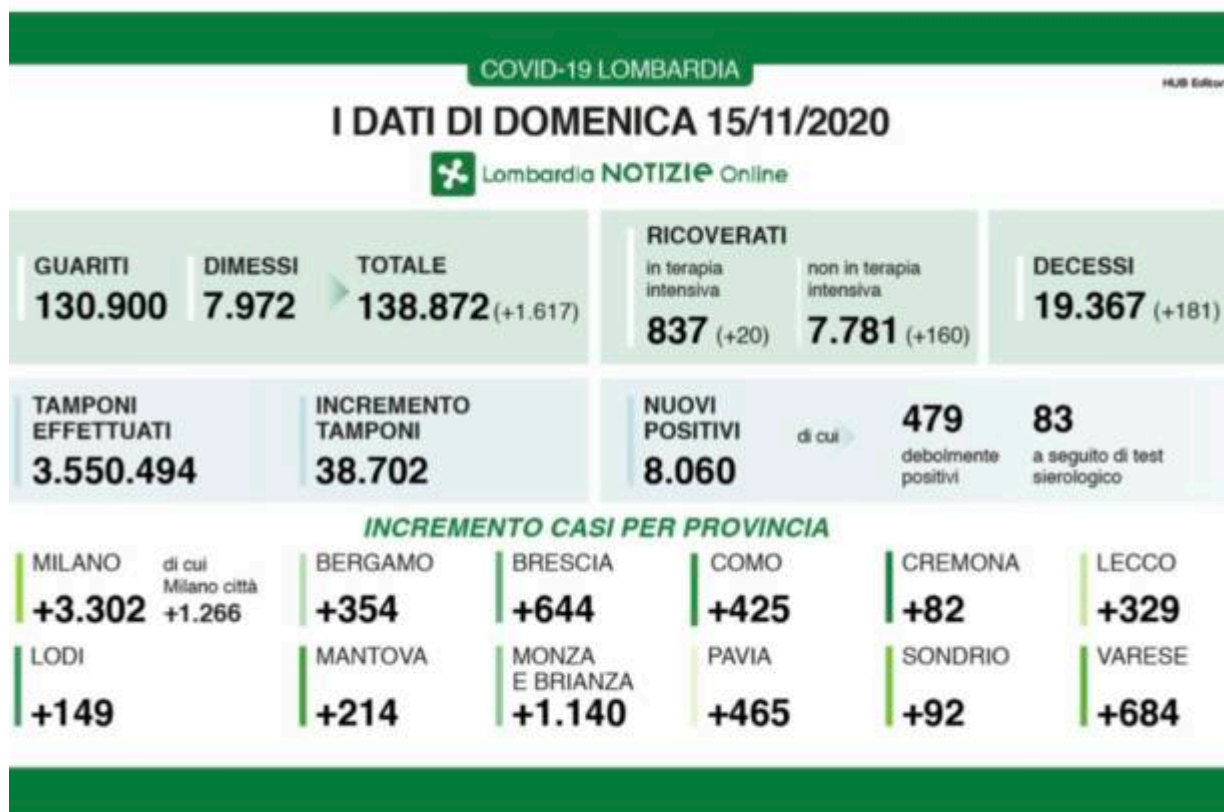 COVID-19 LOMBARDIA
HUB Editor
I DATI DI DOMENICA 15/11/2020
Lombardia NOTIZIE Online
GUARITI
130.900
DIMESSI
7.972
TOTALE
138.872 (+1.617)
RICOVERATI
in terapia
intensiva
837 (+20)
non in terapia
intensiva
7.781 (+160)
DECESSI
19.367 (+181)
TAMPONI
EFFETTUATI
3.550.494
INCREMENTO
TAMPONI
38.702
NUOVI
POSITIVI
8.060
di cui
479
debolmente
positivi
83
a seguito di test
sierologico
INCREMENTO CASI PER PROVINCIA
MILANO
+3.302
di cui
Milano città
+1.266
BERGAMO
+354
BRESCIA
+644
COMO
+425
CREMONA
+82
LECCO
+329
LODI
+149
MANTOVA
+214
MONZA
E BRIANZA
+1.140
PAVIA
+465
SONDRIO
+92
VARESE
+684